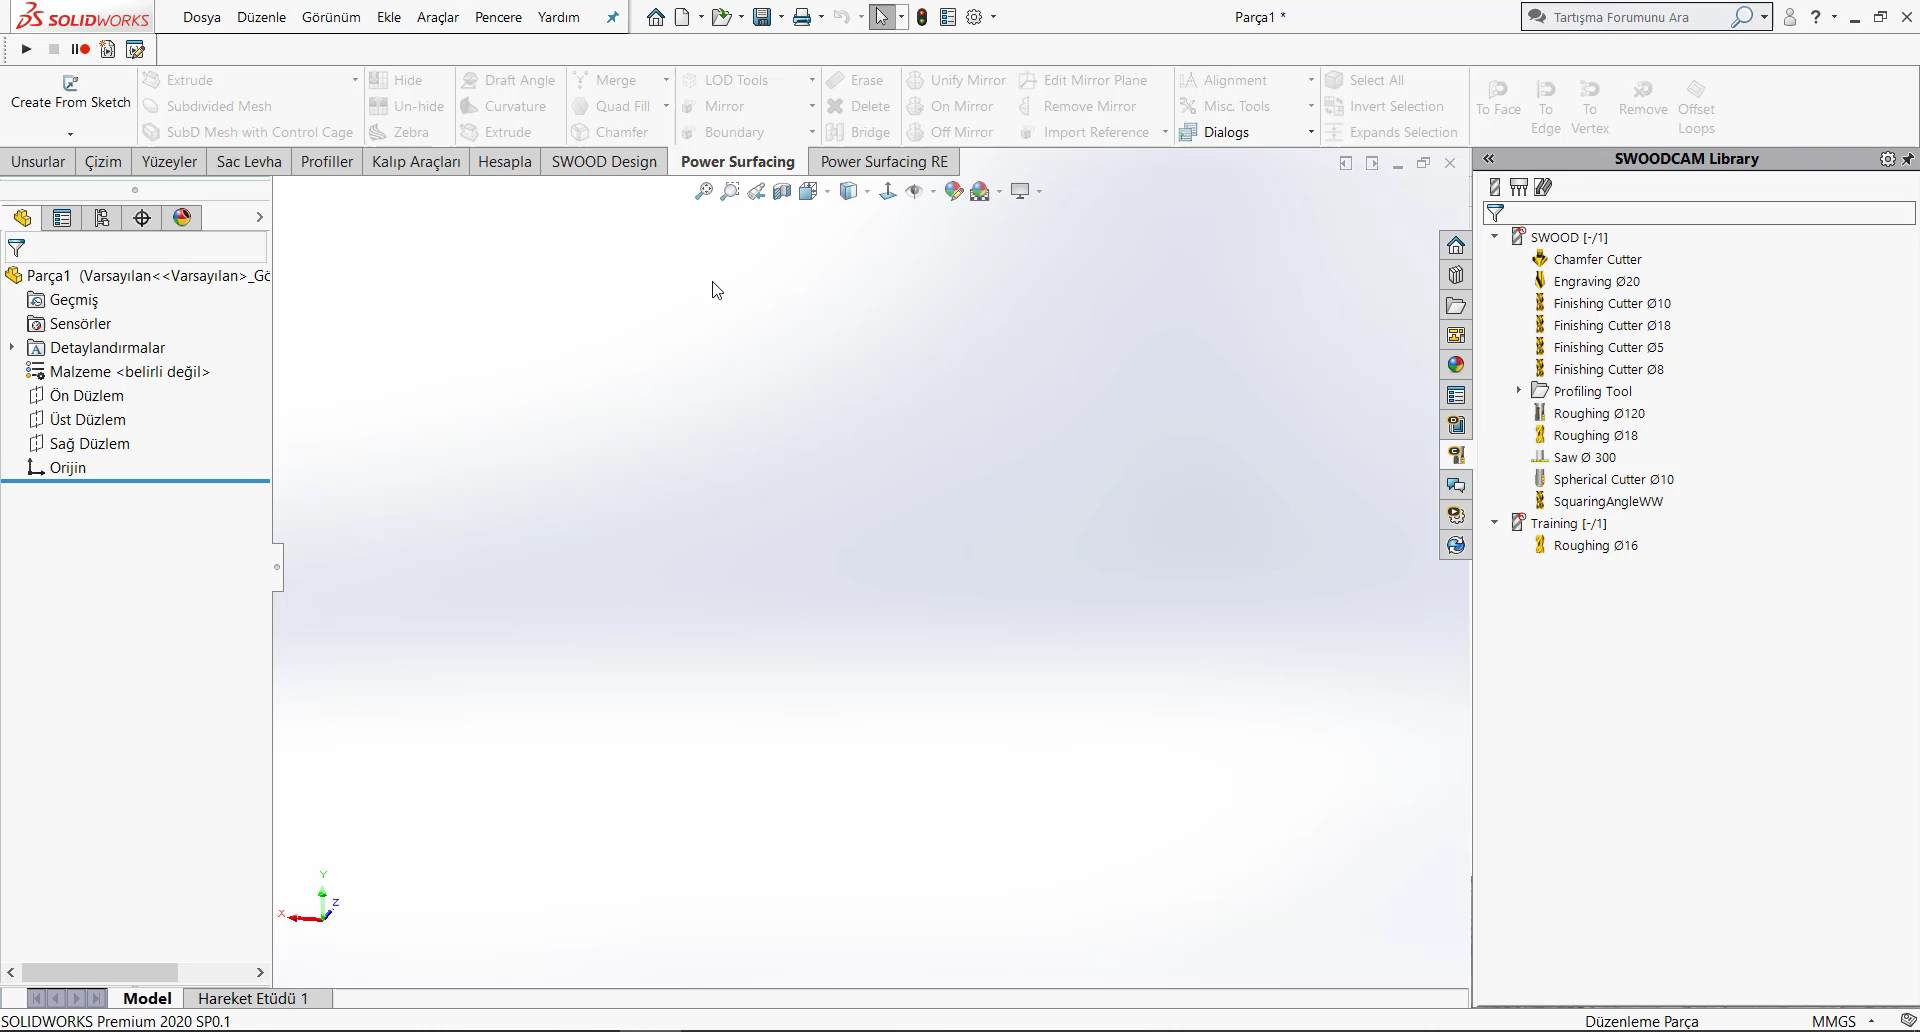 SOLIDWORKS
Dosya Düzenle Görünüm Ekle Araçlar Pencere Yardım
Parça1 *
Tartışma Forumunu Ara
?
Create From Sketch
Extrude
Subdivided Mesh
SubD Mesh with Control Cage
Hide
Un-hide
Zebra
Draft Angle
Curvature
Extrude
Merge
Quad Fill
Chamfer
LOD Tools
Mirror
Boundary
Erase
Delete
Bridge
Unify Mirror
On Mirror
Off Mirror
Edit Mirror Plane
Remove Mirror
Import Reference
Alignment
Misc. Tools
Dialogs
Select All
Invert Selection
Expands Selection
To Face
To Edge
To Vertex
Remove
Offset Loops
Unsurlar Çizim Yüzeyler Sac Levha Profiller Kalıp Araçları Hesapla SWOOD Design Power Surfacing Power Surfacing RE
Parça1 (Varsayılan<<Varsayılan>_Gö
Geçmiş
Sensörler
Detaylandırmalar
Malzeme <belirli değil>
Ön Düzlem
Üst Düzlem
Sağ Düzlem
Orijin
Y
Z
X
SWOODCAM Library
SWOOD [-/1]
Chamfer Cutter
Engraving Ø20
Finishing Cutter Ø10
Finishing Cutter Ø18
Finishing Cutter Ø5
Finishing Cutter Ø8
Profiling Tool
Roughing Ø120
Roughing Ø18
Saw Ø 300
Spherical Cutter Ø10
SquaringAngleWW
Training [-/1]
Roughing Ø16
Model Hareket Etüdü 1
SOLIDWORKS Premium 2020 SP0.1
Düzenleme Parça
MMGS